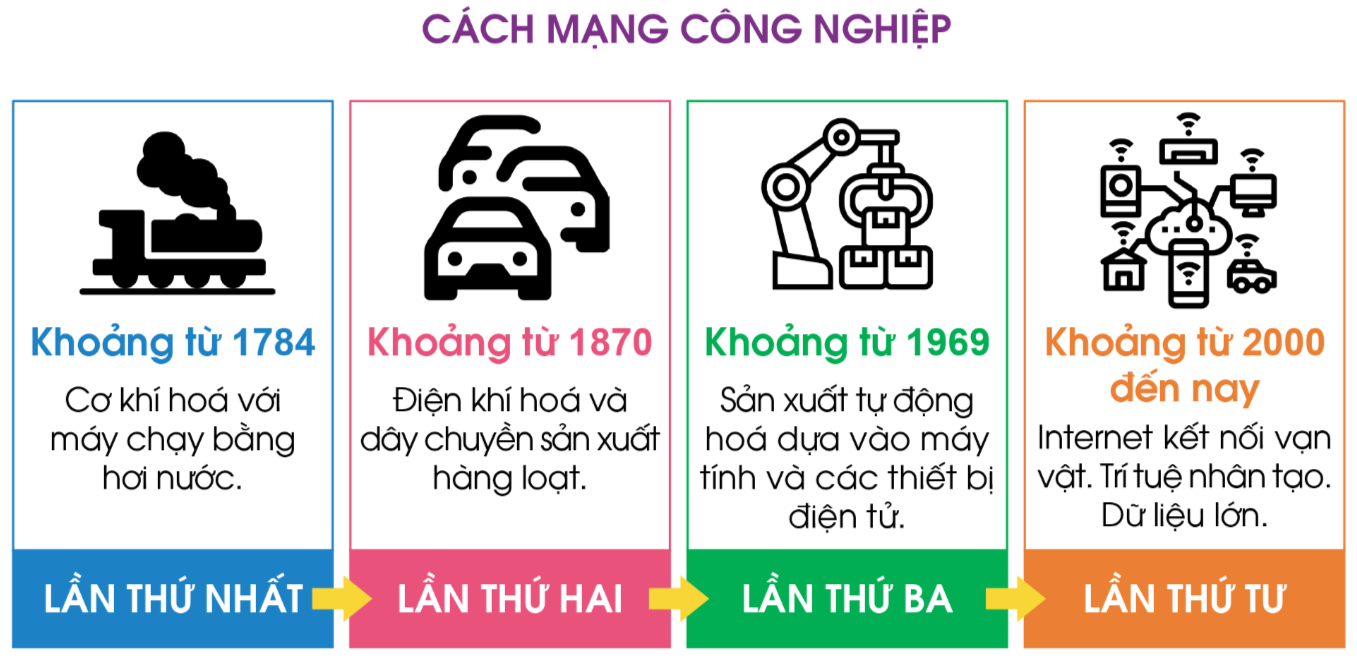 CÁCH MẠNG CÔNG NGHIỆP
Khoảng từ 1784
Cơ khí hoá với
máy chạy bằng
hơi nước.
LẦN THỨ NHẤT
Khoảng từ 1870
Điện khí hoá và
dây chuyền sản xuất
hàng loạt.
LẦN THỨ HAI
Khoảng từ 1969
Sản xuất tự động
hoá dựa vào máy
tính và các thiết bị
điện tử.
LẦN THỨ BA
Khoảng từ 2000
đến nay
Internet kết nối vạn
vật. Trí tuệ nhân tạo.
Dữ liệu lớn.
LẦN THỨ TƯ